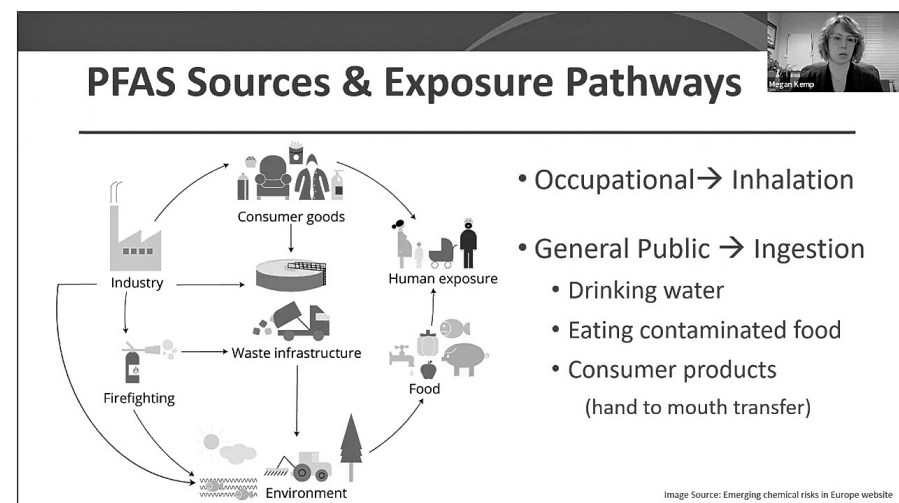 PFAS Sources & Exposure Pathways
Megan Kemp
Consumer goods
Industry
Human exposure
Waste infrastructure
Firefighting
Food
Environment
• Occupational→ Inhalation
• General Public → Ingestion
• Drinking water
• Eating contaminated food
• Consumer products
(hand to mouth transfer)
Image Source: Emerging chemical risks in Europe website